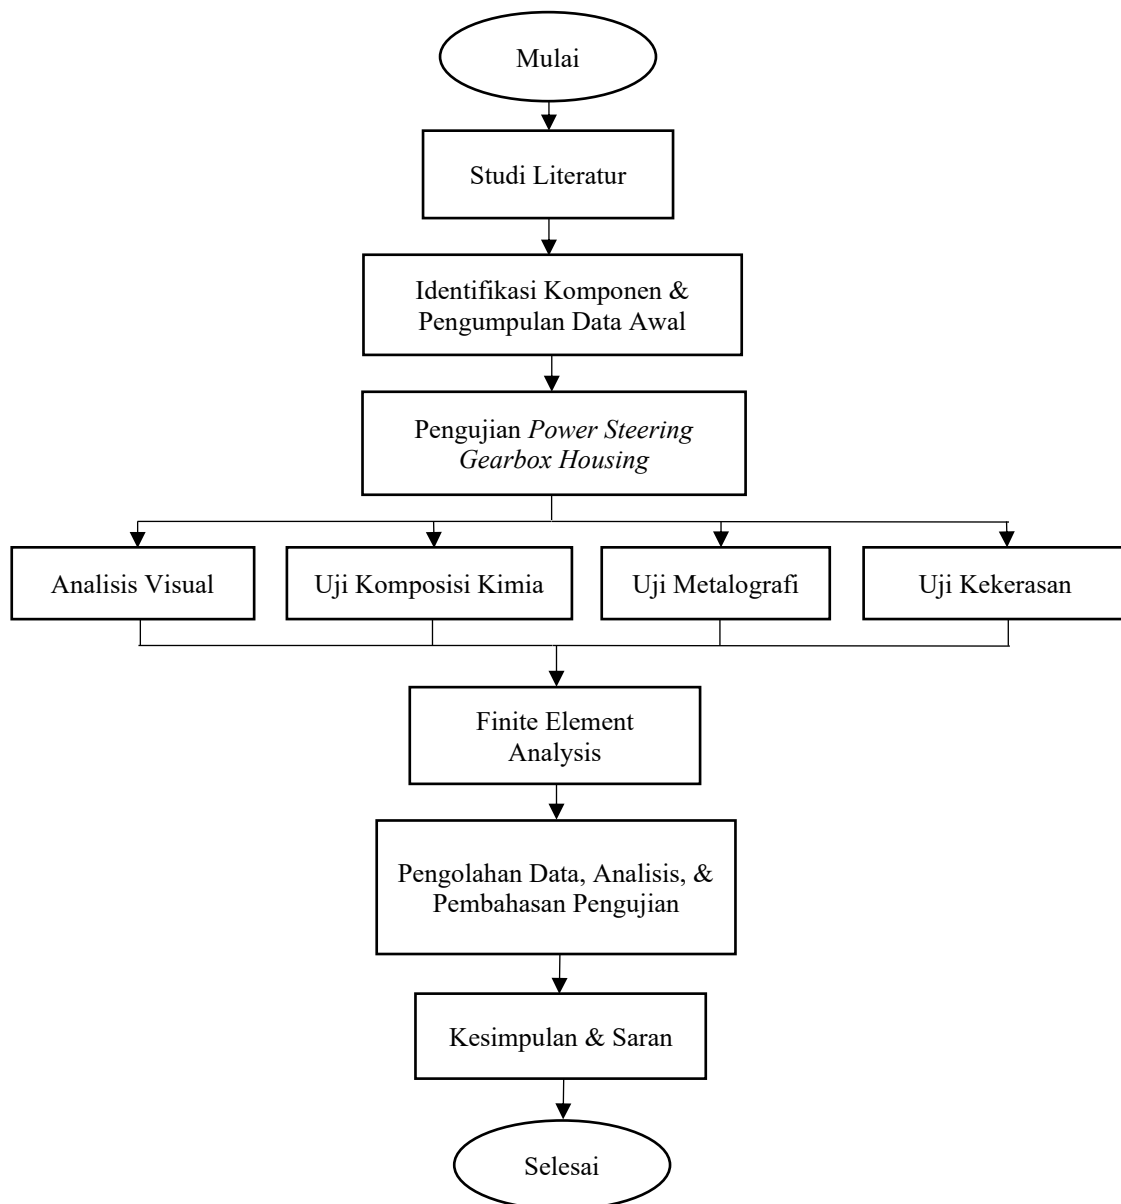 Mulai
Studi Literatur
Identifikasi Komponen &
Pengumpulan Data Awal
Pengujian Power Steering
Gearbox Housing
Analisis Visual
Uji Komposisi Kimia
Uji Metalografi
Uji Kekerasan
Finite Element
Analysis
Pengolahan Data, Analisis, &
Pembahasan Pengujian
Kesimpulan & Saran
Selesai